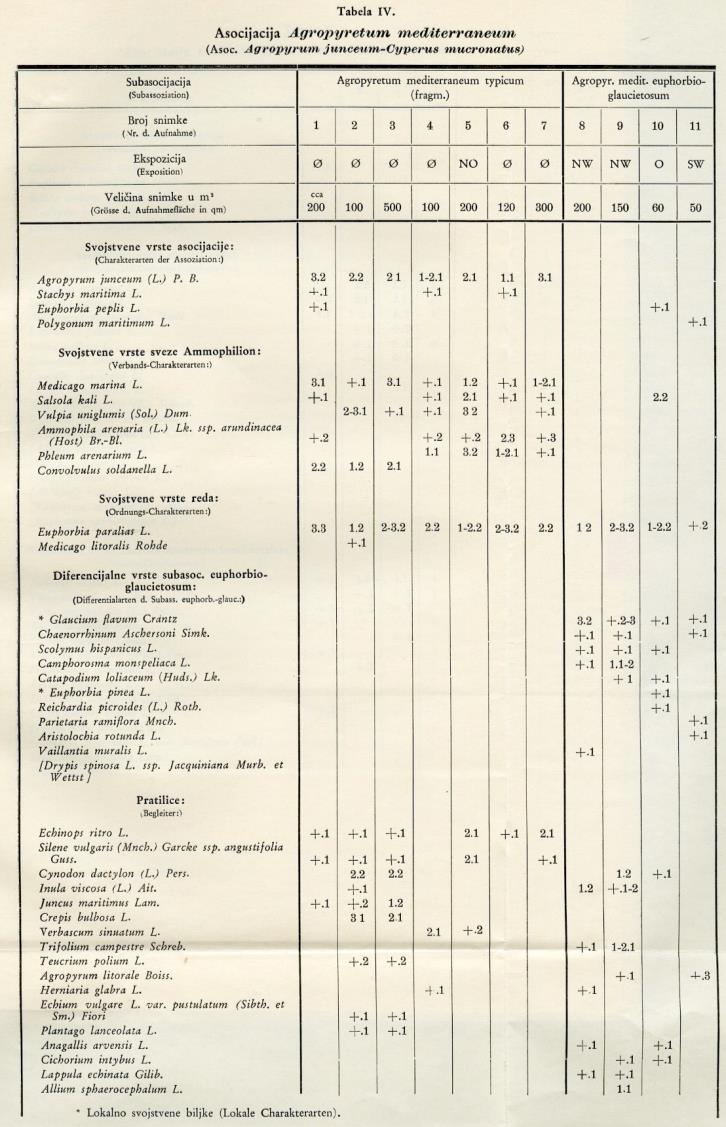 Tabela IV.
Asocijacija Agropyretum mediterraneum
(Asoc. Agropyrum junceum-Cyperus mucronatus)
Subasocijacija Agropyretum mediterraneum typicum Agropyr. medit. euphorbio-
(Subassoziation) (fragm.) glaucietosum
Broj snimke 1 2 3 4 5 6 7 8 9 10 11
(Nr. d. Aufnahme)
Ekspozicija Ø Ø Ø Ø NO Ø Ø NW NW O SW
(Exposition)
Veličina snimke u m² cca
(Grösse d. Aufnahmefläche in qm) 200 100 500 100 200 120 300 200 150 60 50
Svojstvene vrste asocijacije:
(Charakterarten der Assoziation:)
Agropyrum junceum (L.) P. B. 3.2 2.2 2 1 1-2.1 2.1 1.1 3.1
Stachys maritima L. +.1 +.1 +.1
Euphorbia peplis L. +.1 +.1
Polygonum maritimum L. +.1
Svojstvene vrste sveze Ammophilion:
(Verbands-Charakterarten:)
Medicago marina L. 3.1 +.1 3.1 +.1 1.2 +.1 1-2.1
Salsola kali L. +.1 +.1 2.1 +.1 +.1 2.2
Vulpia uniglumis (Sol.) Dum. 2-3.1 +.1 +.1 3 2 +.1
Ammophila arenaria (L.) Lk. ssp. arundinacea
(Host) Br.-Bl. +.2 +.2 +.2 2.3 +.3
Phleum arenarium L. 1.1 3.2 1-2.1 +.1
Convolvulus soldanella L. 2.2 1.2 2.1
Svojstvene vrste reda:
(Ordnungs-Charakterarten:)
Euphorbia paralias L. 3.3 1.2 2-3.2 2.2 1-2.2 2-3.2 2.2 1 2 2-3.2 1-2.2 +.2
Medicago litoralis Rohde +.1
Diferencijalne vrste subasoc. euphorbio-
glaucietosum:
(Differentialarten d. Subass. euphorb.-glauc.:)
* Glaucium flavum Crantz 3.2 +.2-3 +.1 +.1
Chaenorrhinum Aschersoni Simk. +.1 +.1 +.1
Scolymus hispanicus L. +.1 +.1 +.1
Camphorosma monspeliaca L. +.1 1.1-2
Catapodium loliaceum (Huds.) Lk. + 1 +.1
* Euphorbia pinea L. +.1
Reichardia picroides (L.) Roth. +.1
Parietaria ramiflora Mnch. +.1
Aristolochia rotunda L. +.1
Vaillantia muralis L. +.1
[Drypis spinosa L. ssp. Jacquiniana Murb. et
Wettst ]
Pratilice:
(Begleiter:)
Echinops ritro L. +.1 +.1 +.1 2.1 +.1 2.1
Silene vulgaris (Mnch.) Garcke ssp. angustifolia
Guss. +.1 +.1 +.1 2.1 +.1
Cynodon dactylon (L.) Pers. 2.2 2.2 1.2 +.1
Inula viscosa (L.) Ait. +.1 1.2 +.1-2
Juncus maritimus Lam. +.1 +.2 1.2
Crepis bulbosa L. 3 1 2.1
Verbascum sinuatum L. 2.1 +.2
Trifolium campestre Schreb. +.1 1-2.1
Teucrium polium L. +.2 +.2
Agropyrum litorale Boiss. +.1 +.3
Herniaria glabra L. +.1 +.1
Echium vulgare L. var. pustulatum (Sibth. et
Sm.) Fiori +.1 +.1
Plantago lanceolata L. +.1 +.1
Anagallis arvensis L. +.1 +.1
Cichorium intybus L. +.1 +.1
Lappula echinata Gilib. +.1 +.1
Allium sphaerocephalum L. 1.1
* Lokalno svojstvene biljke (Lokale Charakterarten).